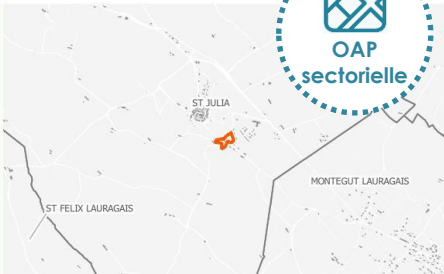 OAP
sectorielle
ST JULIA
MONTEGUT LAURAGAIS
ST FELIX LAURAGAIS